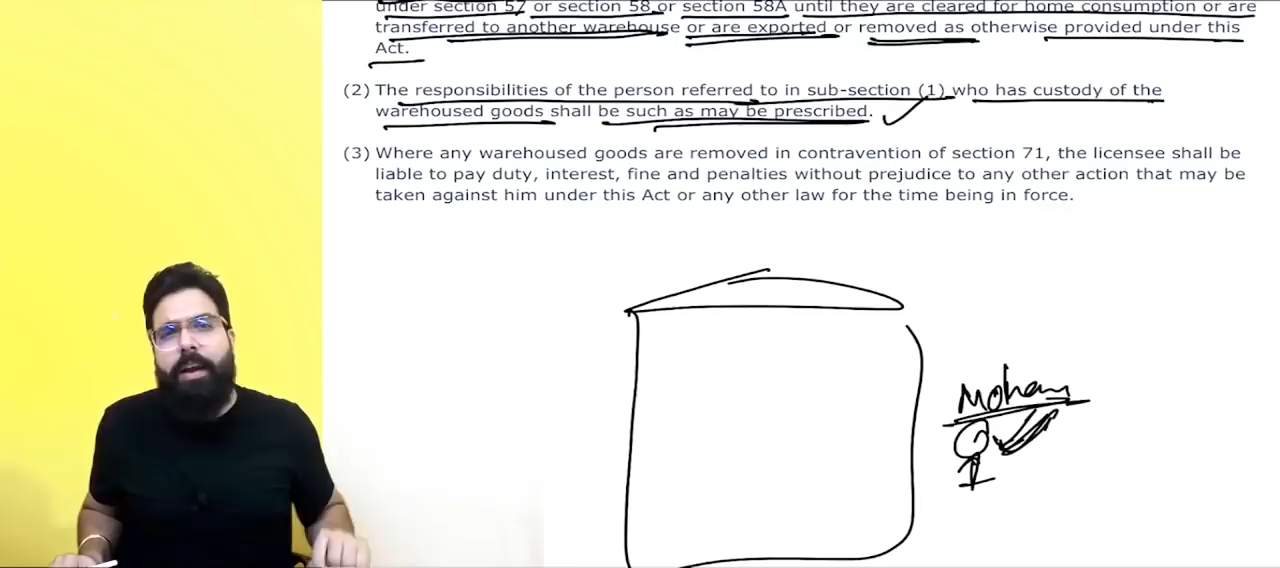 under section 57 or section 58 or section 58A until they are cleared for home consumption or are
transferred to another warehouse or are exported or removed as otherwise provided under this
Act.
(2) The responsibilities of the person referred to in sub-section (1) who has custody of the
warehoused goods shall be such as may be prescribed.
(3) Where any warehoused goods are removed in contravention of section 71, the licensee shall be
liable to pay duty, interest, fine and penalties without prejudice to any other action that may be
taken against him under this Act or any other law for the time being in force.
Moham